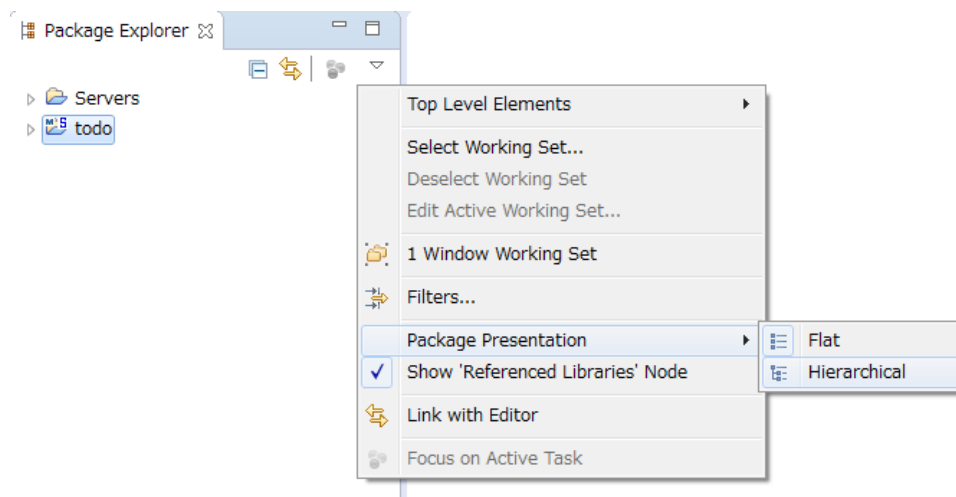 Package Explorer
Servers
todo
Top Level Elements
Select Working Set...
Deselect Working Set
Edit Active Working Set...
1 Window Working Set
Filters...
Package Presentation
Flat
Show 'Referenced Libraries' Node
Hierarchical
Link with Editor
Focus on Active Task